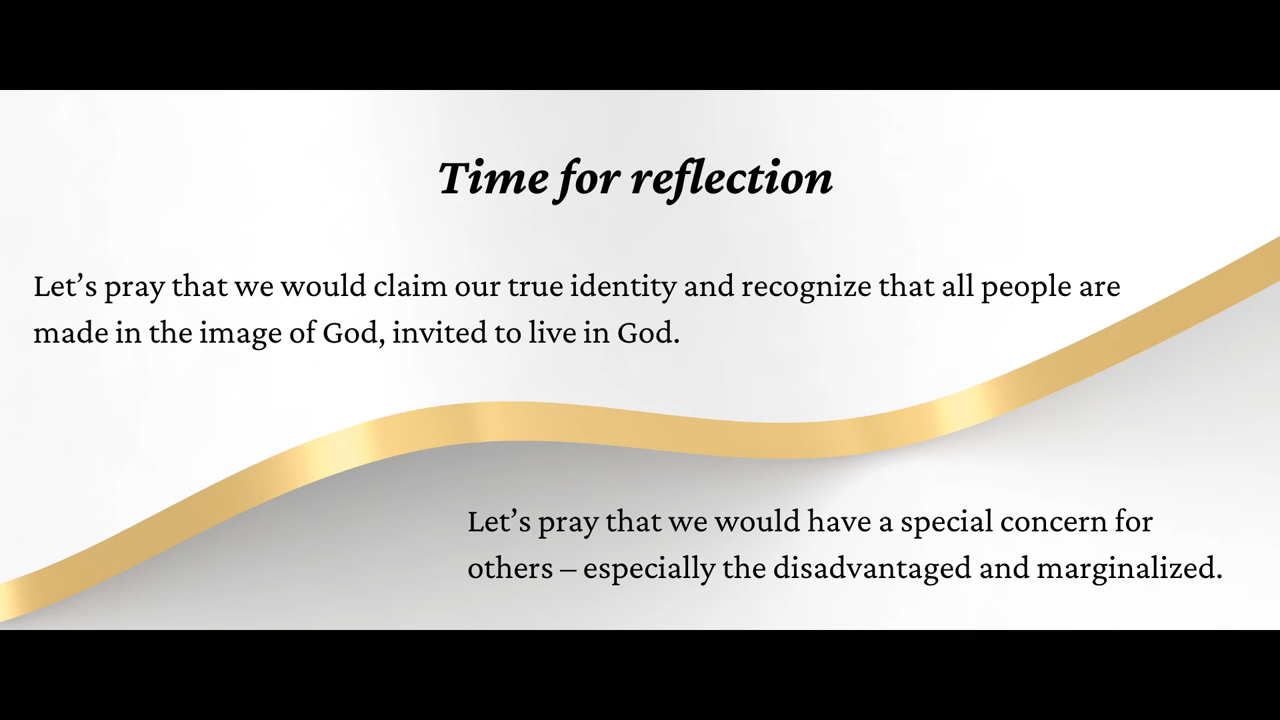 Time for reflection
Let’s pray that we would claim our true identity and recognize that all people are
made in the image of God, invited to live in God.
Let’s pray that we would have a special concern for
others – especially the disadvantaged and marginalized.